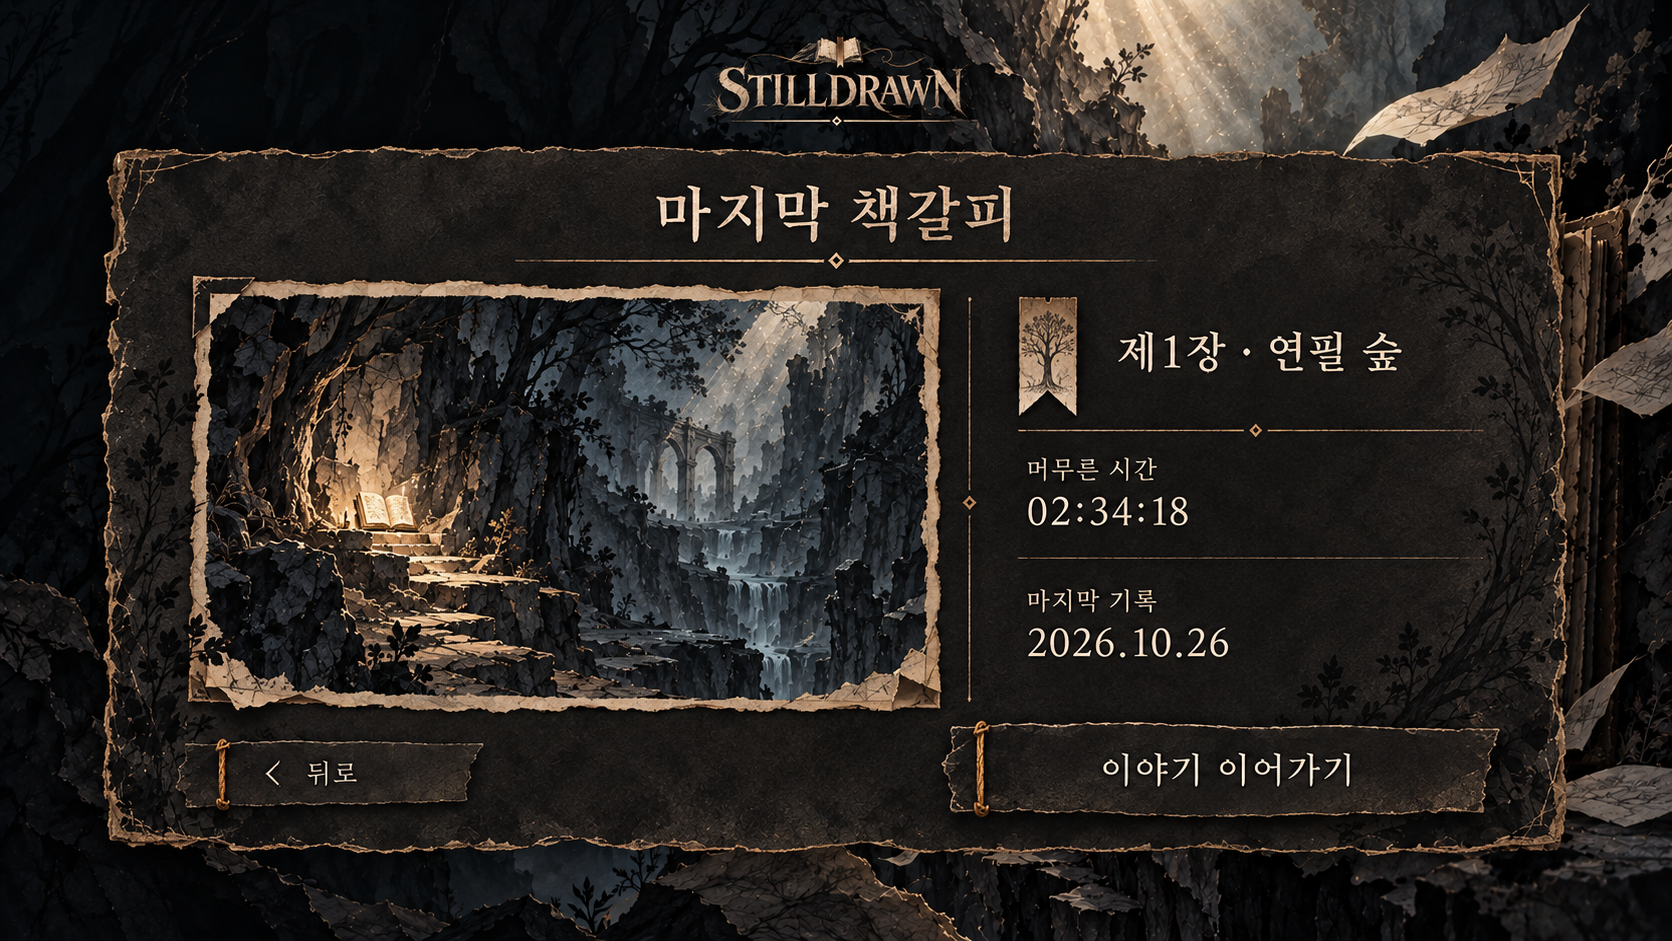 STILLDRAWN
마지막 책갈피
제1장 · 연필 숲
머무른 시간
02:34:18
마지막 기록
2026.10.26
< 뒤로
이야기 이어가기